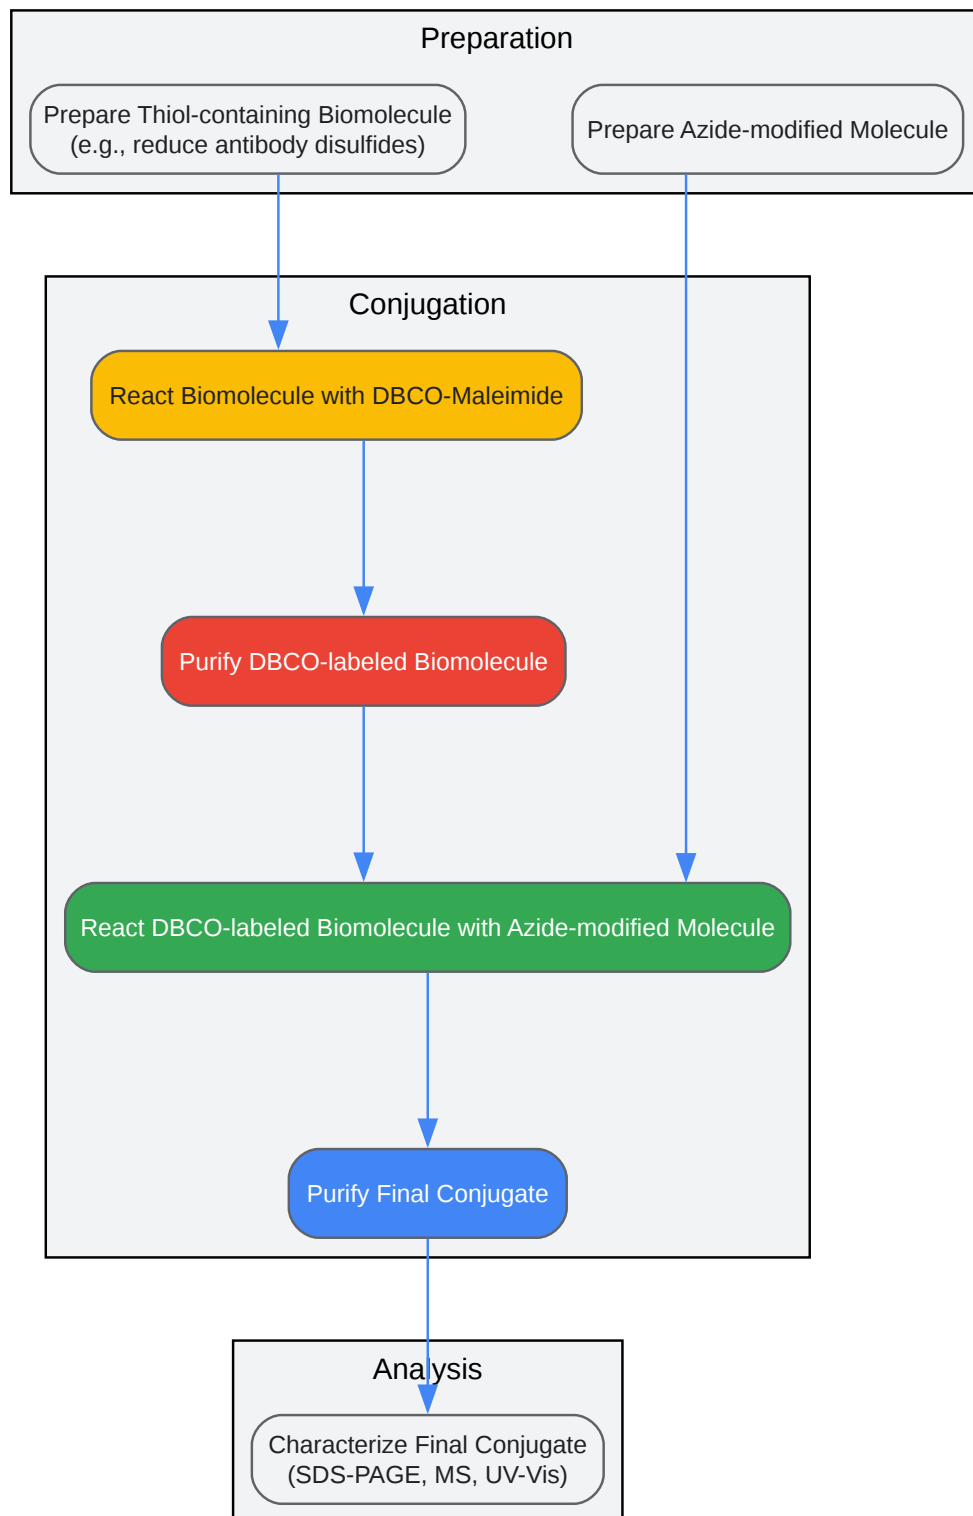 Preparation
Prepare Thiol-containing Biomolecule
(e.g., reduce antibody disulfides)
Prepare Azide-modified Molecule
Conjugation
React Biomolecule with DBCO-Maleimide
Purify DBCO-labeled Biomolecule
React DBCO-labeled Biomolecule with Azide-modified Molecule
Purify Final Conjugate
Analysis
Characterize Final Conjugate
(SDS-PAGE, MS, UV-Vis)